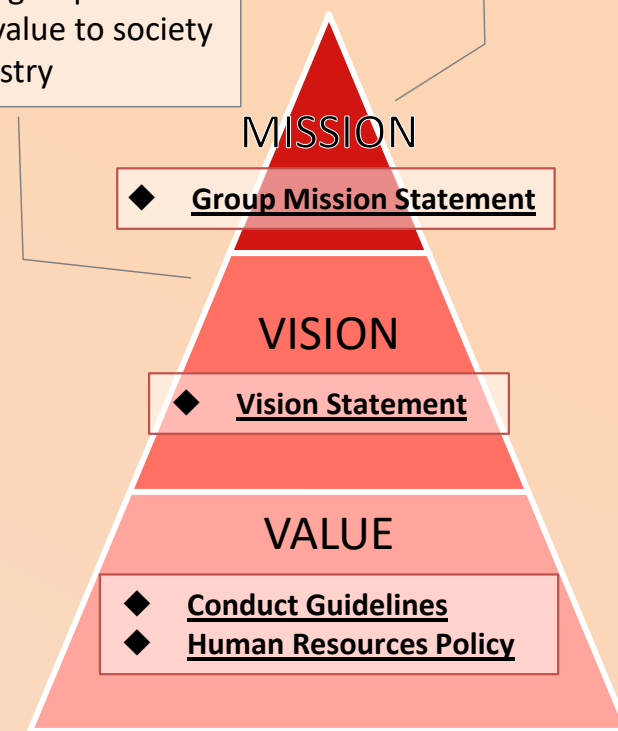 value to society
stry
MISSION
◆ Group Mission Statement
VISION
◆ Vision Statement
VALUE
◆ Conduct Guidelines
◆ Human Resources Policy